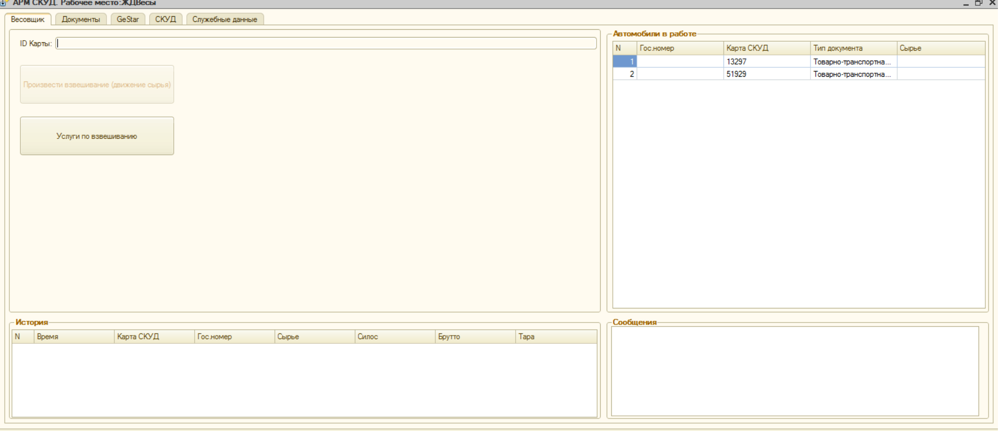 АРМ СКУД. Рабочее место:ЖДВесы
Весовщик Документы GeStar СКУД Служебные данные
ID Карты:
Произвести взвешивание (движение сырья)
Услуги по взвешиванию
Автомобили в работе
N Гос.номер Карта СКУД Тип документа Сырье
1 13297 Товарно-транспортна...
2 51929 Товарно-транспортна...
История
N Время Карта СКУД Гос.номер Сырье Силос Брутто Тара
Сообщения